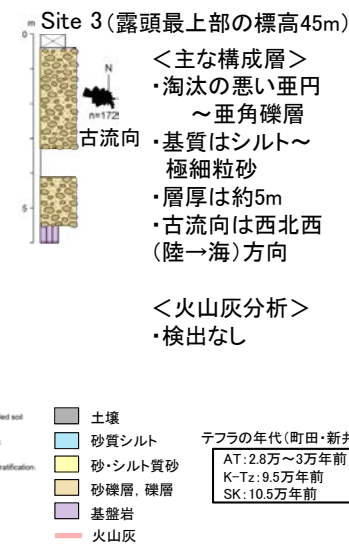 Site 3(露頭最上部の標高45m)
m
0
N
n=172
古流向
5
<主な構成層>
・淘汰の悪い亜円
~亜角礫層
・基質はシルト~
極細粒砂
・層厚は約5m
・古流向は西北西
(陸→海)方向
<火山灰分析>
・検出なし
ed soil
ratification
土壌
砂質シルト
砂・シルト質砂
砂礫層, 礫層
基盤岩
火山灰
テフラの年代(町田・新井
AT:2.8万~3万年前
K-Tz:9.5万年前
SK:10.5万年前